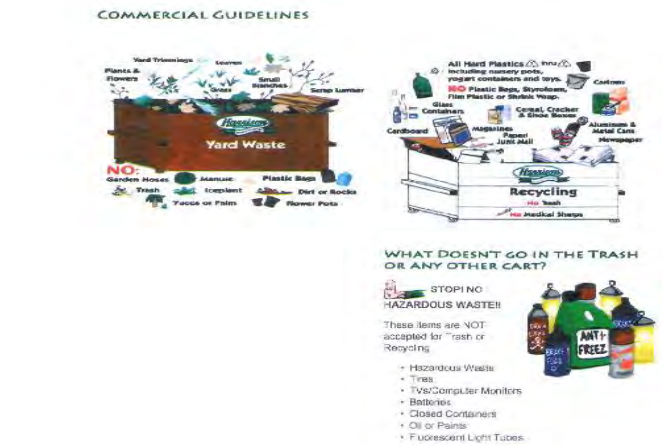 COMMERCIAL GUIDELINES
Yard Trimmings
Leaves
Plants &
Flowers
Grass
Small
Branches
Scrap Lumber
Harrison
Yard Waste
NO:
Garden Hoses
Manure
Plastic Bags
Trash
Iceplant
Dirt or Rocks
Yucca or Palm
Flower Pots
All Hard Plastics thru
including nursery pots,
yogurt containers and toys.
NO Plastic Bags, Styrofoam,
Film Plastic or Shrink Wrap.
Cartons
Glass
Containers
Cereal, Cracker
& Shoe Boxes
Cardboard
Magazines
Paper/
Junk Mail
Aluminum &
Metal Cans
Newspaper
Harrison
Recycling
No Trash
No Medical Sharps
WHAT DOESN'T GO IN THE TRASH
OR ANY OTHER CART?
STOP! NO
HAZARDOUS WASTE!!
These items are NOT
accepted for Trash or
Recycling
• Hazardous Waste
• Tires
• TVs/Computer Monitors
• Batteries
• Closed Containers
• Oil or Paints
• Fluorescent Light Tubes
ANTI
FREEZ